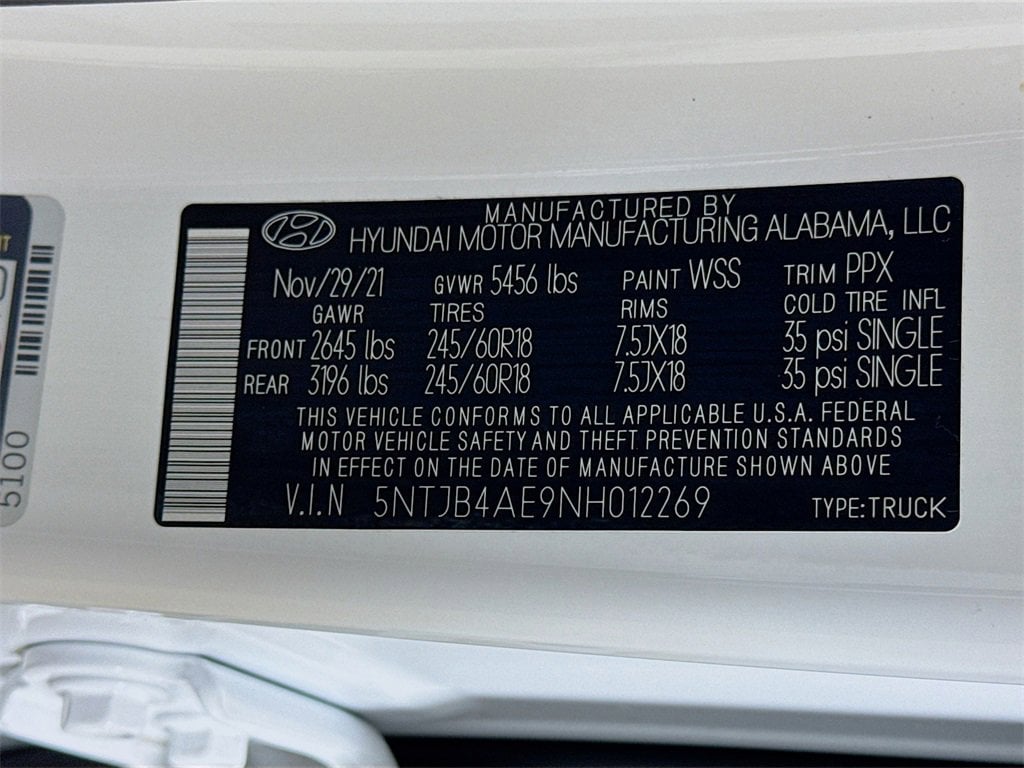 MANUFACTURED BY
HYUNDAI MOTOR MANUFACTURING ALABAMA, LLC
Nov/29/21 GVWR 5456 lbs PAINT WSS TRIM PPX
GAWR TIRES RIMS COLD TIRE INFL
FRONT 2645 lbs 245/60R18 7.5JX18 35 psi SINGLE
REAR 3196 lbs 245/60R18 7.5JX18 35 psi SINGLE
THIS VEHICLE CONFORMS TO ALL APPLICABLE U.S.A. FEDERAL
MOTOR VEHICLE SAFETY AND THEFT PREVENTION STANDARDS
IN EFFECT ON THE DATE OF MANUFACTURE SHOWN ABOVE
V.I.N 5NTJB4AE9NH012269 TYPE:TRUCK
5100